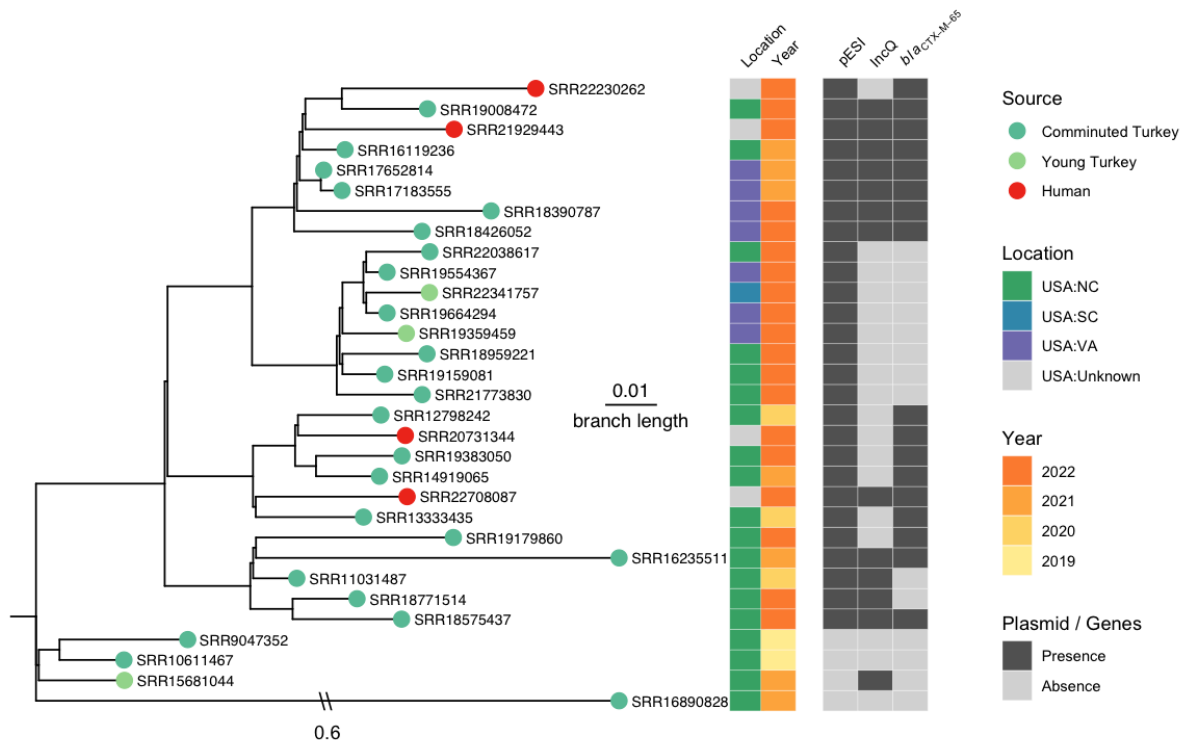 Location
Year
pESI
IncQ
blaCTX–M–65
SRR22230262
SRR19008472
SRR21929443
SRR16119236
SRR17652814
SRR17183555
SRR18390787
SRR18426052
SRR22038617
SRR19554367
SRR22341757
SRR19664294
SRR19359459
SRR18959221
SRR19159081
SRR21773830
SRR12798242
SRR20731344
SRR19383050
SRR14919065
SRR22708087
SRR13333435
SRR19179860
SRR16235511
SRR11031487
SRR18771514
SRR18575437
SRR9047352
SRR10611467
SRR15681044
SRR16890828
0.6
0.01
branch length
Source
Comminuted Turkey
Young Turkey
Human
Location
USA:NC
USA:SC
USA:VA
USA:Unknown
Year
2022
2021
2020
2019
Plasmid / Genes
Presence
Absence